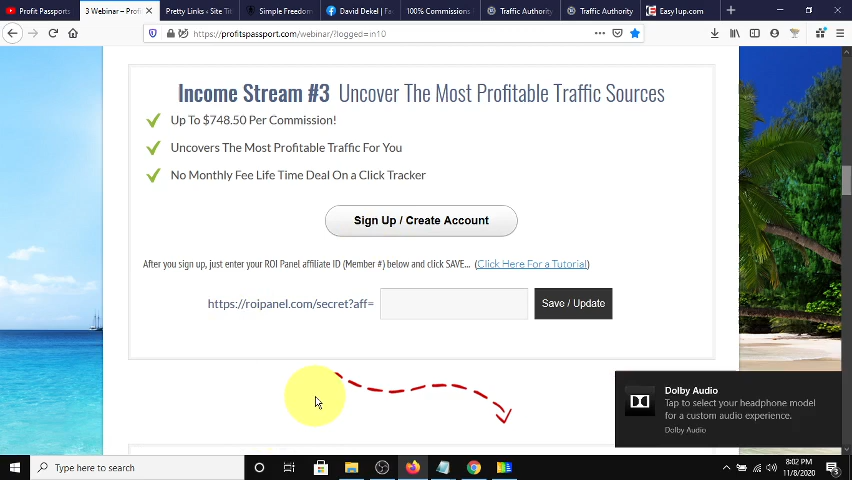 Profit Passports
3 Webinar – Profi
Pretty Links ‹ Site Titl
Simple Freedom
David Dekel | Fa
100% Commissions
Traffic Authority
Traffic Authority
Easy1up.com
https://profitspassport.com/webinar/?logged=in10
Income Stream #3 Uncover The Most Profitable Traffic Sources
Up To $748.50 Per Commission!
Uncovers The Most Profitable Traffic For You
No Monthly Fee Life Time Deal On a Click Tracker
Sign Up / Create Account
After you sign up, just enter your ROI Panel affiliate ID (Member #) below and click SAVE... (Click Here For a Tutorial)
https://roipanel.com/secret?aff=
Save / Update
Dolby Audio
Tap to select your headphone model
for a custom audio experience.
Dolby Audio
Type here to search
8:02 PM
11/8/2020
3